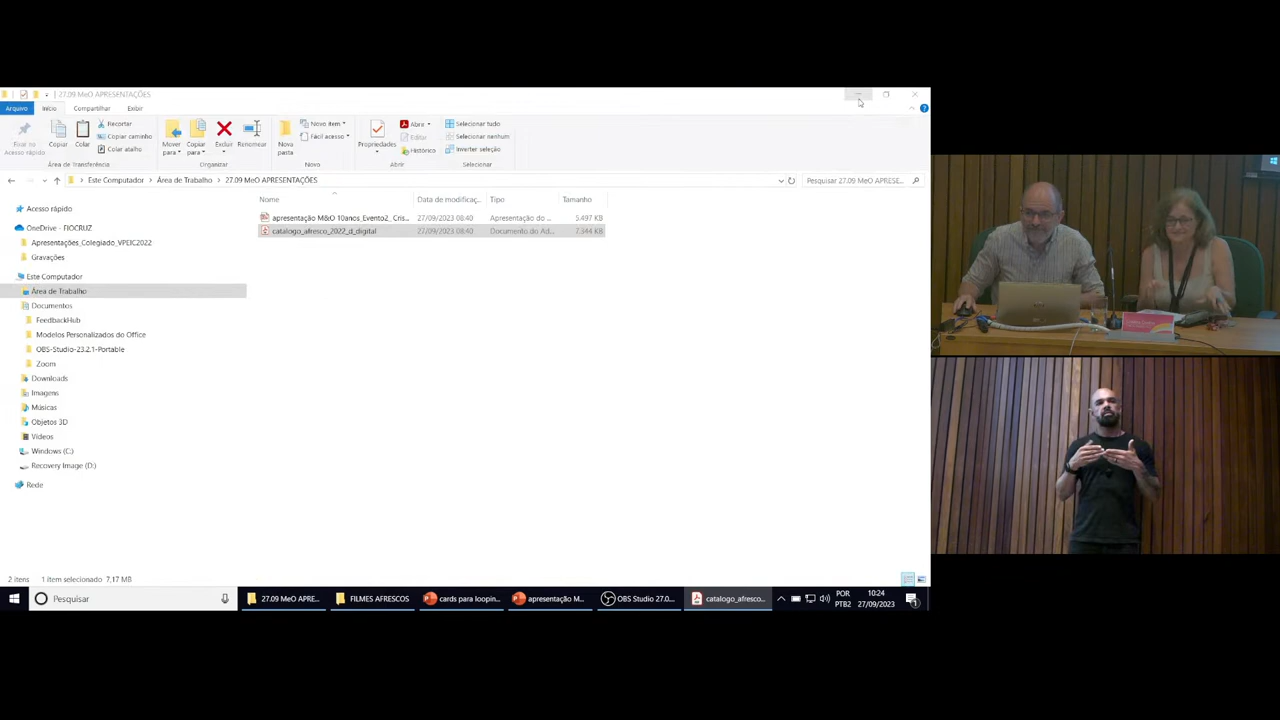 27.09 MeO APRESENTAÇÕES
Arquivo Início Compartilhar Exibir
Fixar no Acesso rápido
Copiar
Colar
Recortar
Copiar caminho
Colar atalho
Área de Transferência
Mover para
Copiar para
Excluir
Renomear
Organizar
Nova pasta
Novo item
Fácil acesso
Novo
Propriedades
Abrir
Editar
Histórico
Abrir
Selecionar tudo
Selecionar nenhum
Inverter seleção
Selecionar
Este Computador > Área de Trabalho > 27.09 MeO APRESENTAÇÕES
Pesquisar 27.09 MeO APRESE...
Nome Data de modificaç... Tipo Tamanho
apresentação M&O 10anos_Evento2_ Cris... 27/09/2023 08:40 Apresentação do ... 5.497 KB
catalogo_afresco_2022_d_digital 27/09/2023 08:40 Documento do Ad... 7.344 KB
Acesso rápido
OneDrive - FIOCRUZ
Apresentações_Colegiado_VPEIC2022
Gravações
Este Computador
Área de Trabalho
Documentos
FeedbackHub
Modelos Personalizados do Office
OBS-Studio-23.2.1-Portable
Zoom
Downloads
Imagens
Músicas
Objetos 3D
Vídeos
Windows (C:)
Recovery Image (D:)
Rede
2 itens 1 item selecionado 7,17 MB
Pesquisar
27.09 MeO APRE...
FILMES AFRESCOS
cards para loopin...
apresentação M...
OBS Studio 27.0...
catalogo_afresco...
POR
PTB2
10:24
27/09/2023
1